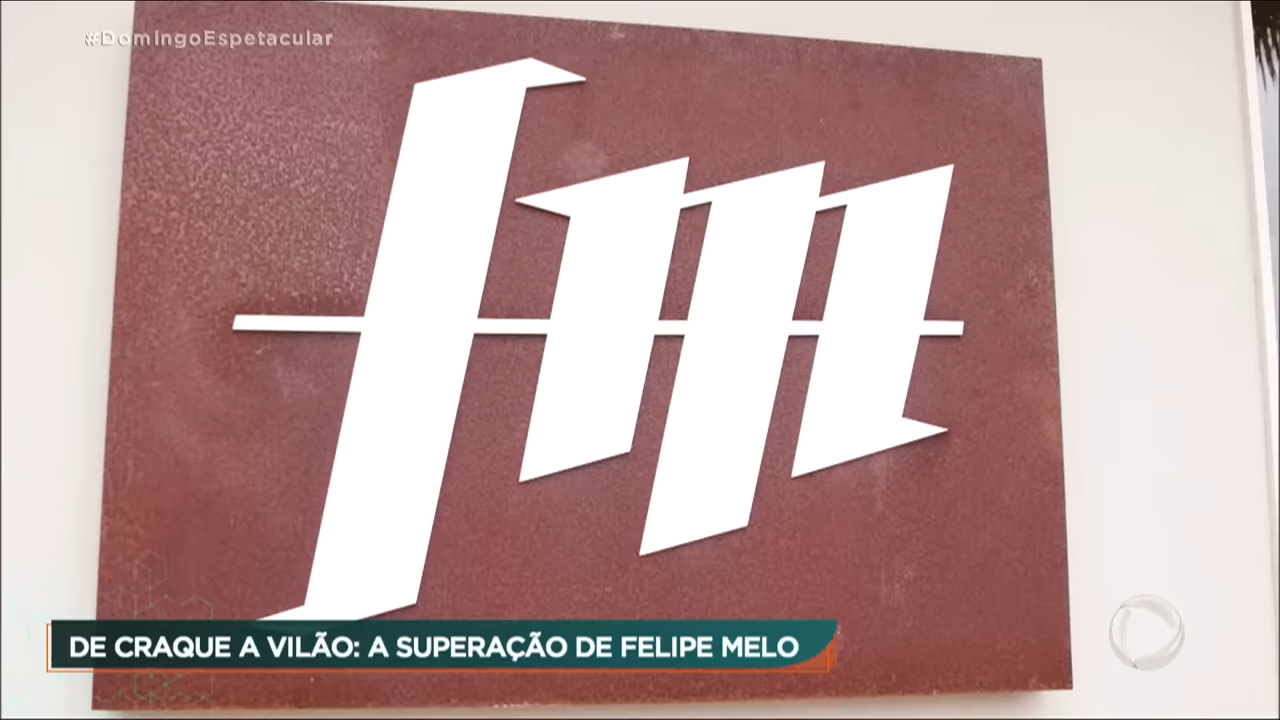 #DomingoEspetacular
fm
DE CRAQUE A VILÃO: A SUPERAÇÃO DE FELIPE MELO